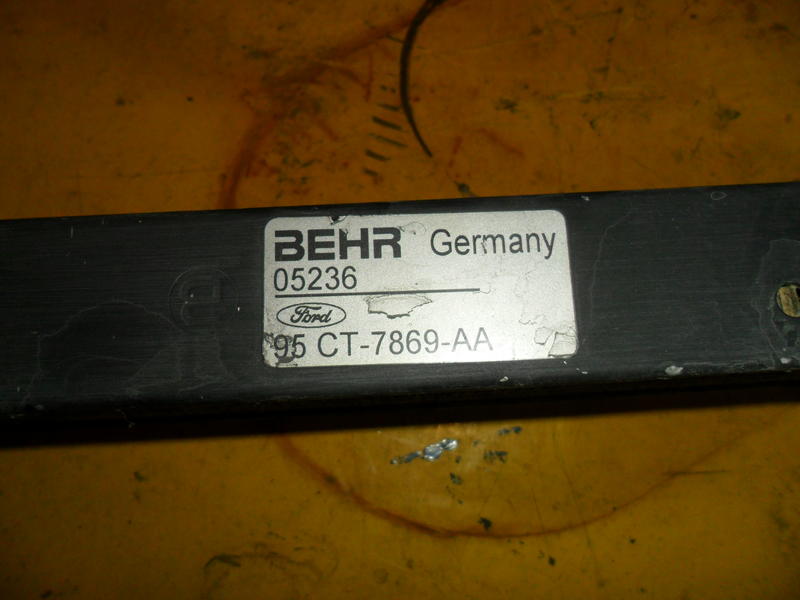 BEHR Germany
05236
Ford
95 CT-7869-AA